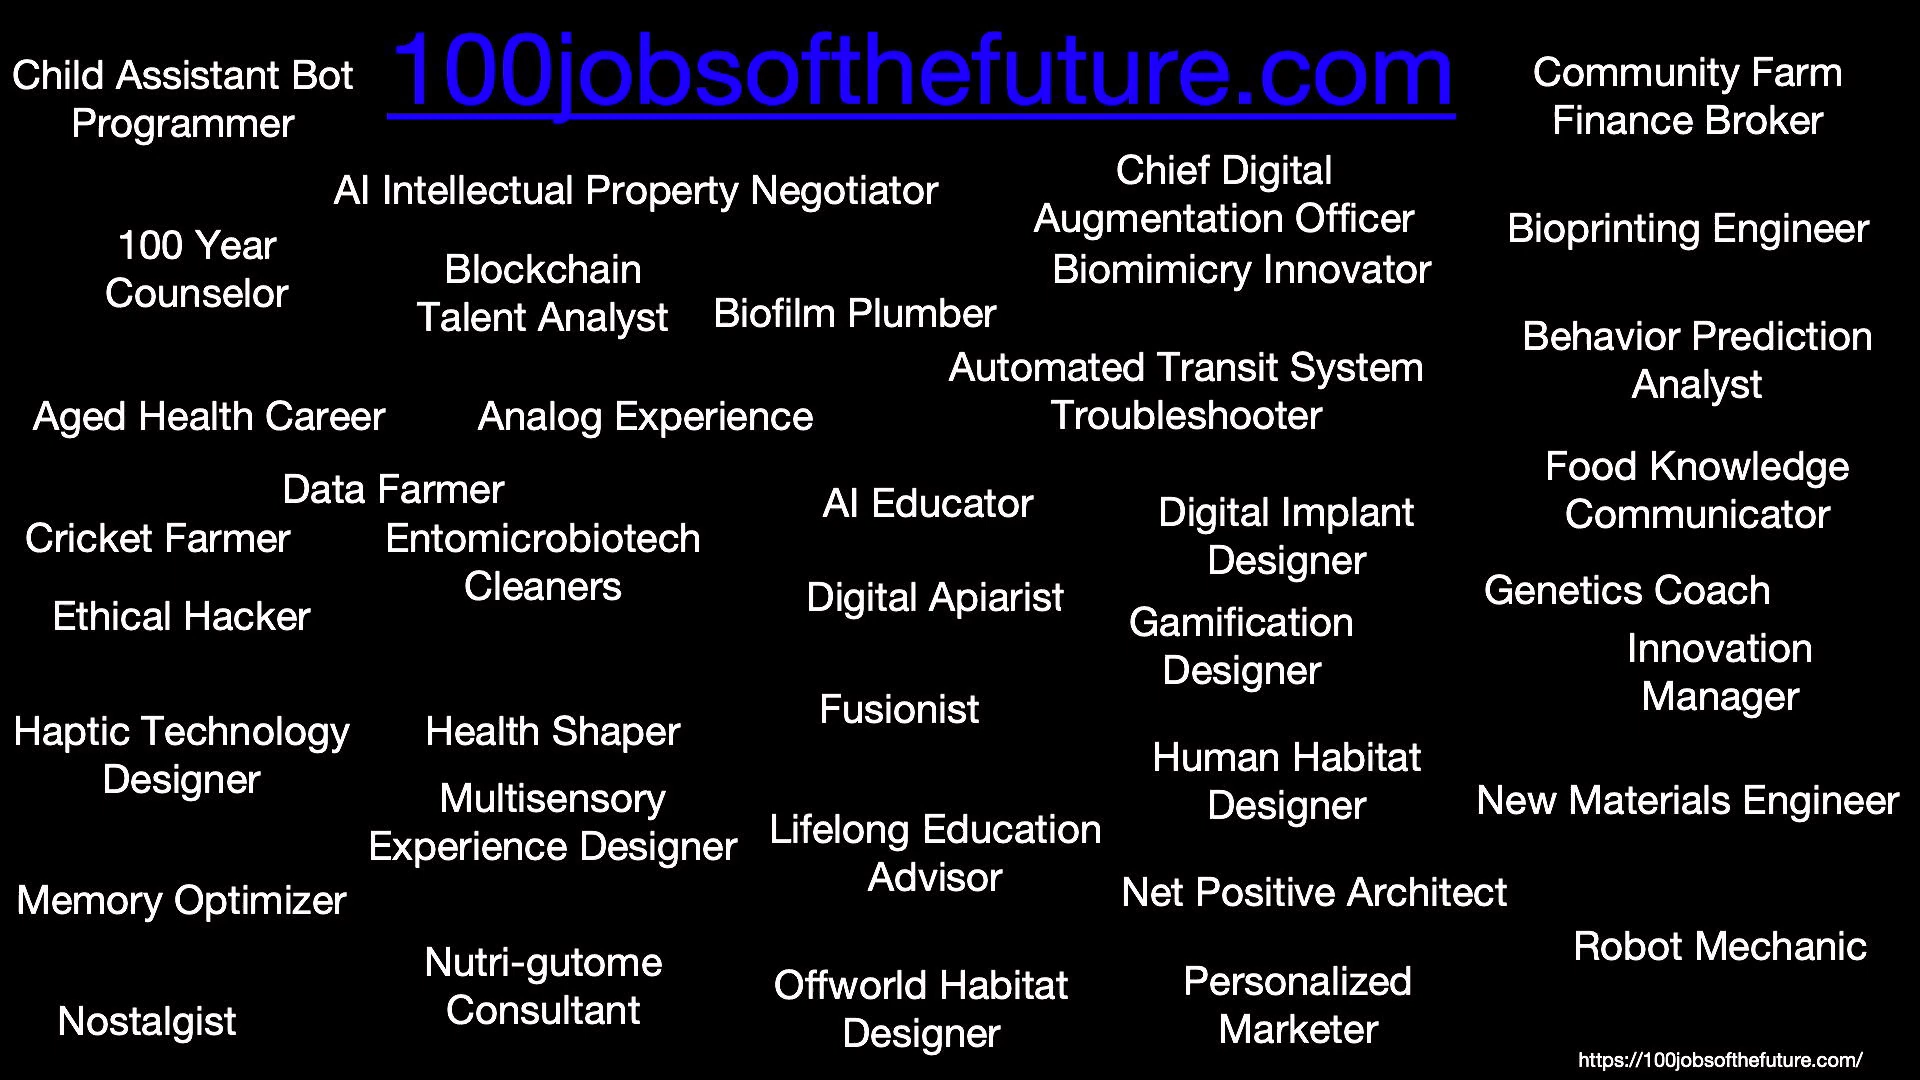 100jobsofthefuture.com
Child Assistant Bot
Programmer
Community Farm
Finance Broker
AI Intellectual Property Negotiator
Chief Digital
Augmentation Officer
Bioprinting Engineer
100 Year
Counselor
Blockchain
Talent Analyst
Biofilm Plumber
Biomimicry Innovator
Behavior Prediction
Analyst
Automated Transit System
Troubleshooter
Aged Health Career
Analog Experience
Food Knowledge
Communicator
Data Farmer
AI Educator
Digital Implant
Designer
Cricket Farmer
Entomicrobiotech
Cleaners
Digital Apiarist
Genetics Coach
Ethical Hacker
Gamification
Designer
Innovation
Manager
Fusionist
Haptic Technology
Designer
Health Shaper
Human Habitat
Designer
New Materials Engineer
Multisensory
Experience Designer
Lifelong Education
Advisor
Memory Optimizer
Net Positive Architect
Robot Mechanic
Nutri-gutome
Consultant
Offworld Habitat
Designer
Personalized
Marketer
Nostalgist
https://100jobsofthefuture.com/